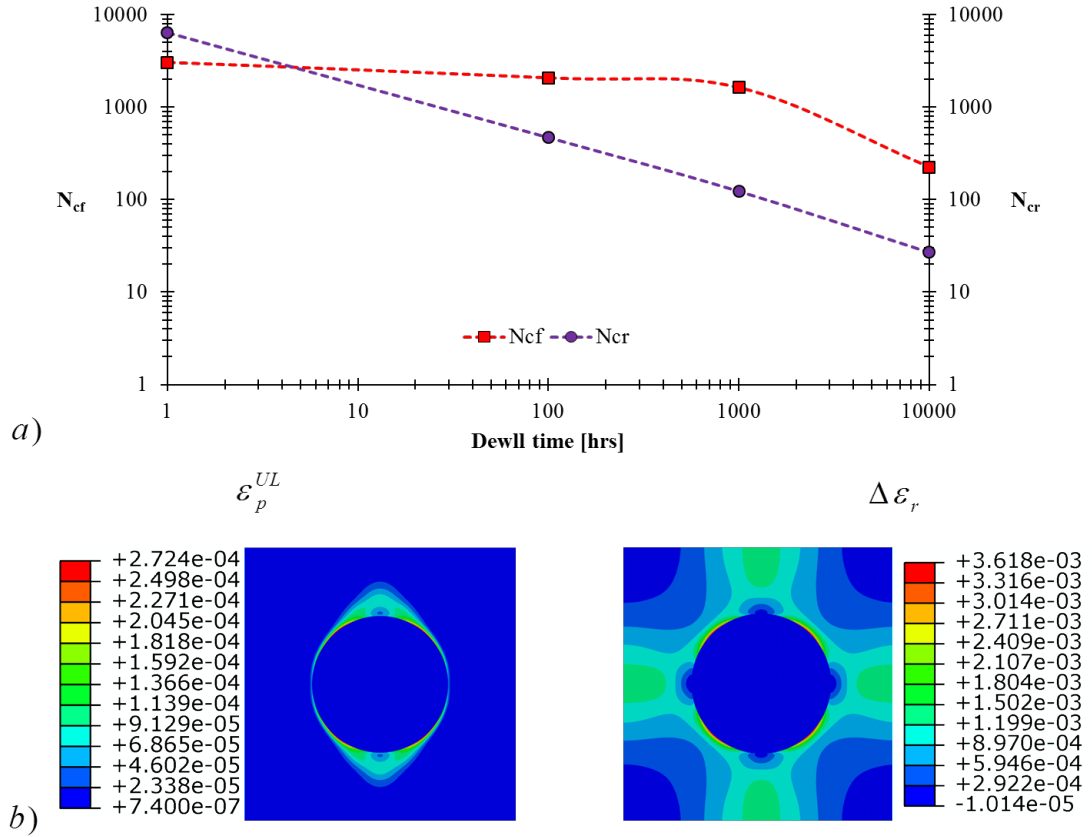 10000
1000
100
10
1
N_cf
10000
1000
100
10
1
N_cr
Ncf Ncr
1 10 100 1000 10000
Dewll time [hrs]
a)
ε_p^UL
Δ ε_r
+2.724e-04
+2.498e-04
+2.271e-04
+2.045e-04
+1.818e-04
+1.592e-04
+1.366e-04
+1.139e-04
+9.129e-05
+6.865e-05
+4.602e-05
+2.338e-05
+7.400e-07
+3.618e-03
+3.316e-03
+3.014e-03
+2.711e-03
+2.409e-03
+2.107e-03
+1.804e-03
+1.502e-03
+1.199e-03
+8.970e-04
+5.946e-04
+2.922e-04
-1.014e-05
b)